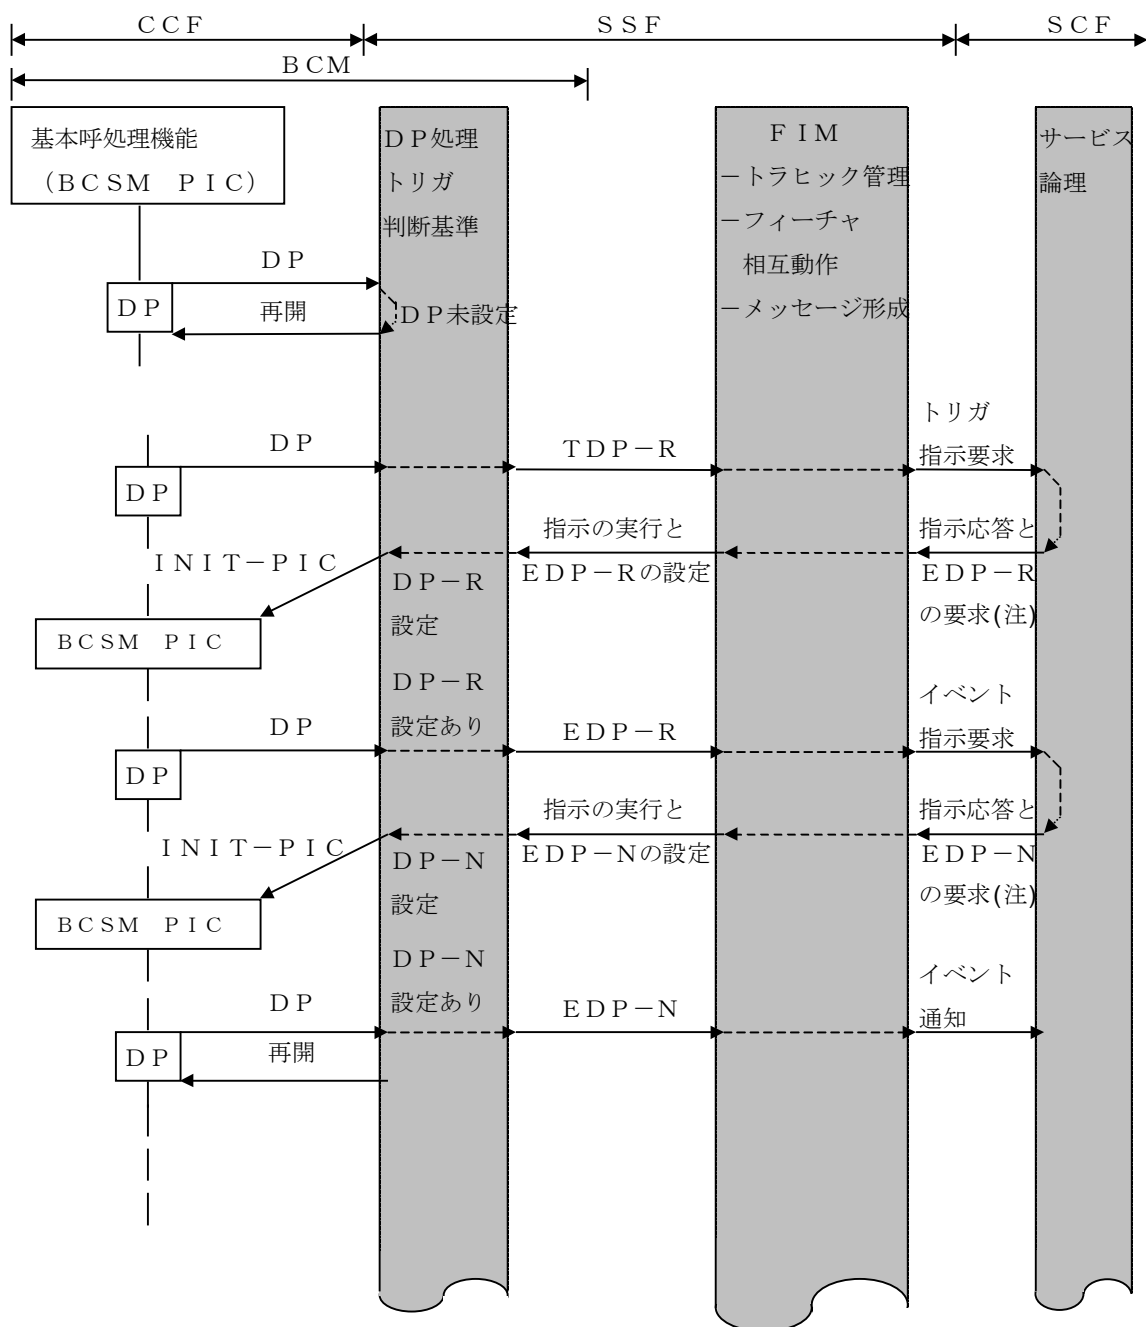 ＣＣＦ
ＳＳＦ
ＳＣＦ
ＢＣＭ
基本呼処理機能
（ＢＣＳＭ　ＰＩＣ）
ＤＰ処理
トリガ
判断基準
ＦＩＭ
－トラヒック管理
－フィーチャ
相互動作
－メッセージ形成
サービス
論理
ＤＰ
ＤＰ
再開
ＤＰ未設定
トリガ
指示要求
ＤＰ
ＴＤＰ－Ｒ
ＤＰ
指示の実行と
ＥＤＰ－Ｒの設定
指示応答と
ＥＤＰ－Ｒ
の要求(注)
ＩＮＩＴ－ＰＩＣ
ＤＰ－Ｒ
設定
ＢＣＳＭ　ＰＩＣ
ＤＰ－Ｒ
設定あり
イベント
指示要求
ＤＰ
ＥＤＰ－Ｒ
ＤＰ
指示の実行と
ＥＤＰ－Ｎの設定
指示応答と
ＥＤＰ－Ｎ
の要求(注)
ＩＮＩＴ－ＰＩＣ
ＤＰ－Ｎ
設定
ＢＣＳＭ　ＰＩＣ
ＤＰ－Ｎ
設定あり
イベント
通知
ＤＰ
ＥＤＰ－Ｎ
ＤＰ
再開